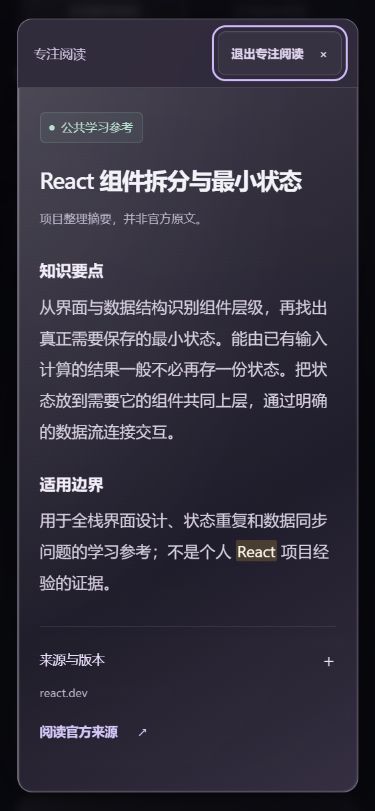 专注阅读
退出专注阅读 ×
公共学习参考
React 组件拆分与最小状态
项目整理摘要，并非官方原文。
知识要点
从界面与数据结构识别组件层级，再找出
真正需要保存的最小状态。能由已有输入
计算的结果一般不必再存一份状态。把状
态放到需要它的组件共同上层，通过明确
的数据流连接交互。
适用边界
用于全栈界面设计、状态重复和数据同步
问题的学习参考；不是个人 React 项目经
验的证据。
来源与版本 +
react.dev
阅读官方来源 ↗